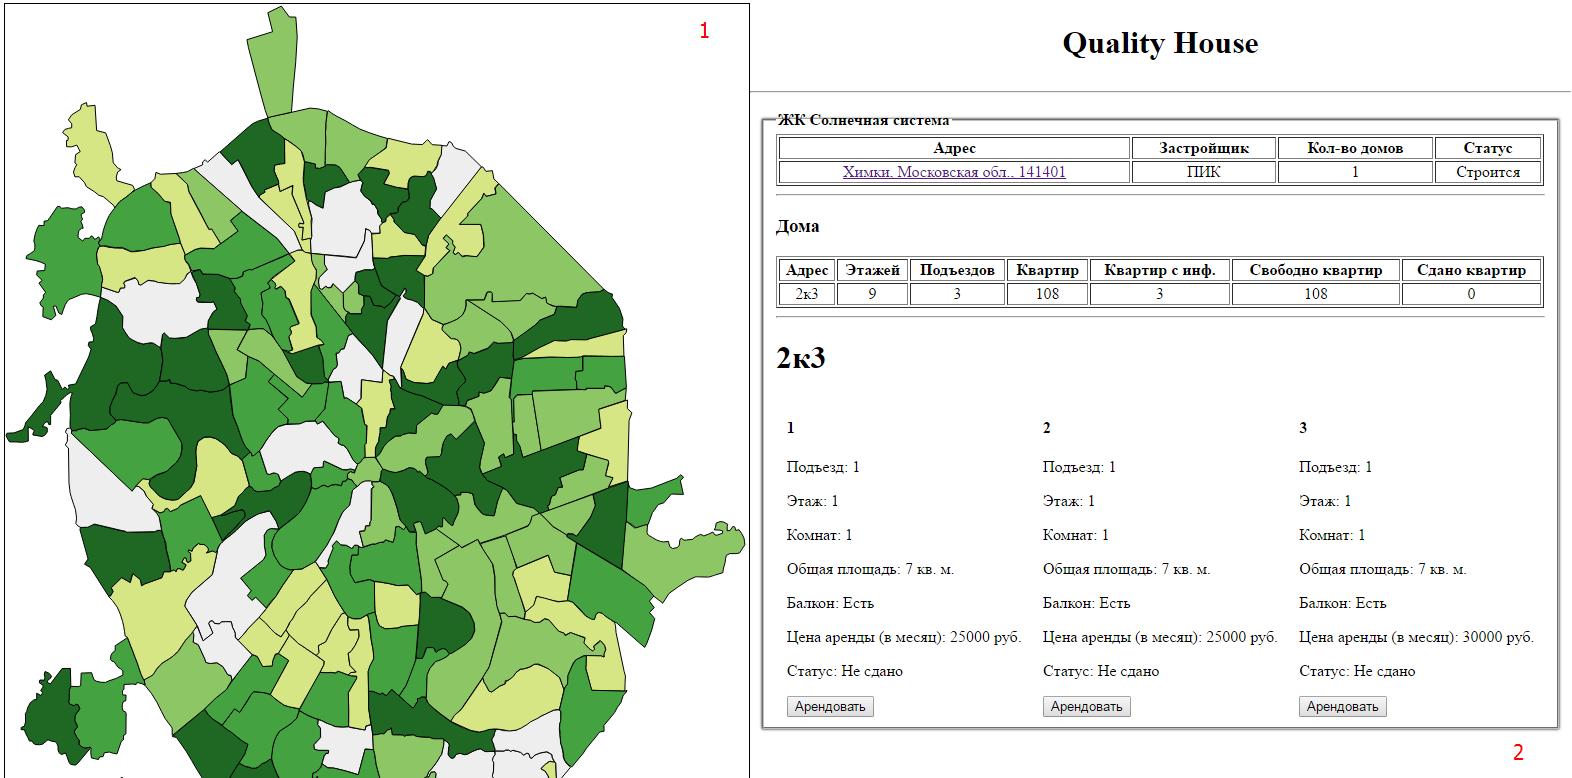 1
Quality House
ЖК Солнечная система
Адрес Застройщик Кол-во домов Статус
Химки, Московская обл., 141401 ПИК 1 Строится
Дома
Адрес Этажей Подъездов Квартир Квартир с инф. Свободно квартир Сдано квартир
2к3 9 3 108 3 108 0
2к3
1 2 3
Подъезд: 1 Подъезд: 1 Подъезд: 1
Этаж: 1 Этаж: 1 Этаж: 1
Комнат: 1 Комнат: 1 Комнат: 1
Общая площадь: 7 кв. м. Общая площадь: 7 кв. м. Общая площадь: 7 кв. м.
Балкон: Есть Балкон: Есть Балкон: Есть
Цена аренды (в месяц): 25000 руб. Цена аренды (в месяц): 25000 руб. Цена аренды (в месяц): 30000 руб.
Статус: Не сдано Статус: Не сдано Статус: Не сдано
Арендовать Арендовать Арендовать
2